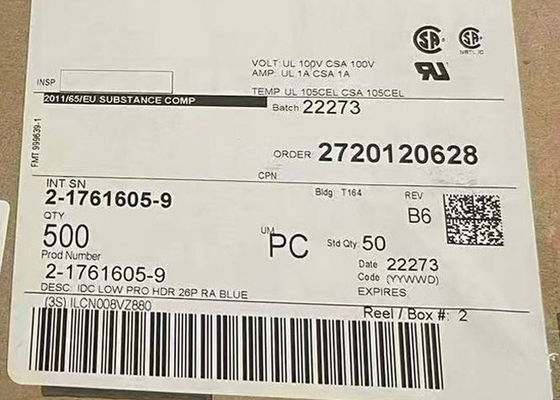 VOLT UL 100V CSA 100V
AMP: UL 1A CSA 1A
TEMP UL 105CEL CSA 105CEL
INSP
2011/65/EU SUBSTANCE COMP
Batch 22273
FMT 999639-1
ORDER: 2720120628
CPN
INT SN
2-1761605-9
Bldg T164
REV
B6
QTY
500
UM PC
Std Qty 50
Prod Number
2-1761605-9
Date 22273
Code (YYWWD)
DESC: IDC LOW PRO HDR 26P RA BLUE
EXPIRES
(3S) ILCN008VZ880
Reel / Box #: 2